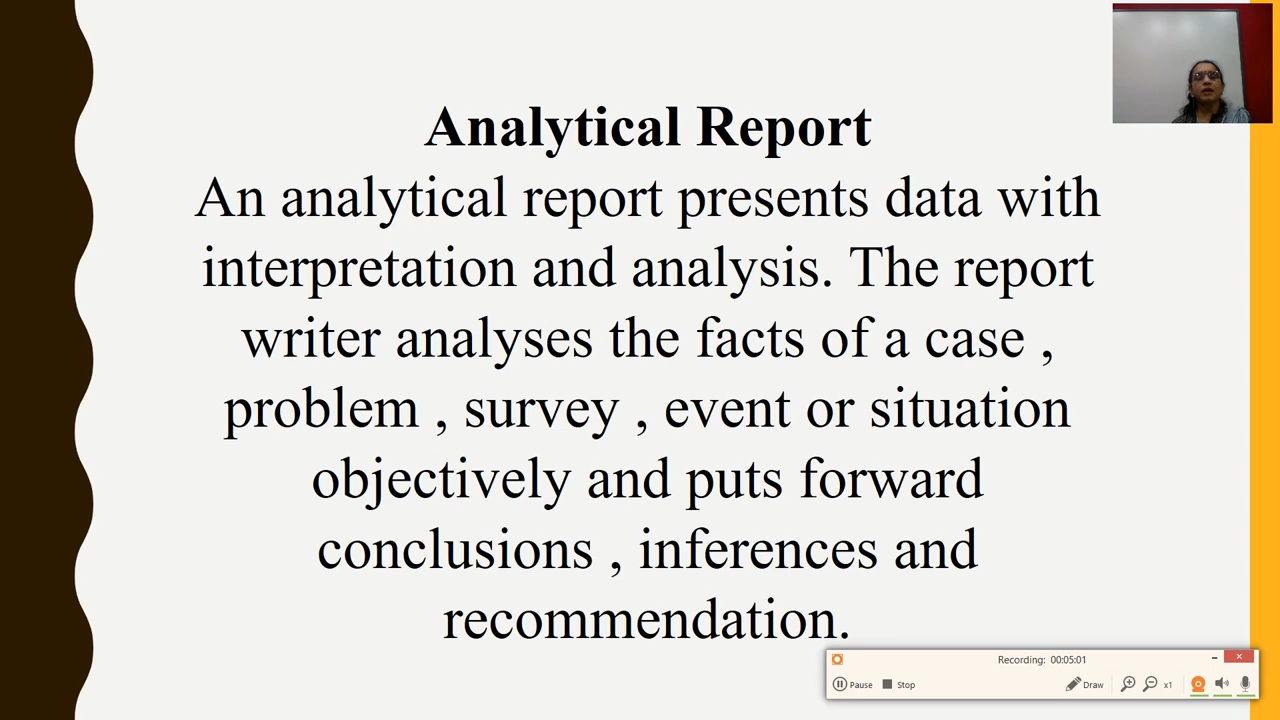 Analytical Report
An analytical report presents data with
interpretation and analysis. The report
writer analyses the facts of a case ,
problem , survey , event or situation
objectively and puts forward
conclusions , inferences and
recommendation.
Recording: 00:05:01
Pause Stop Draw x1